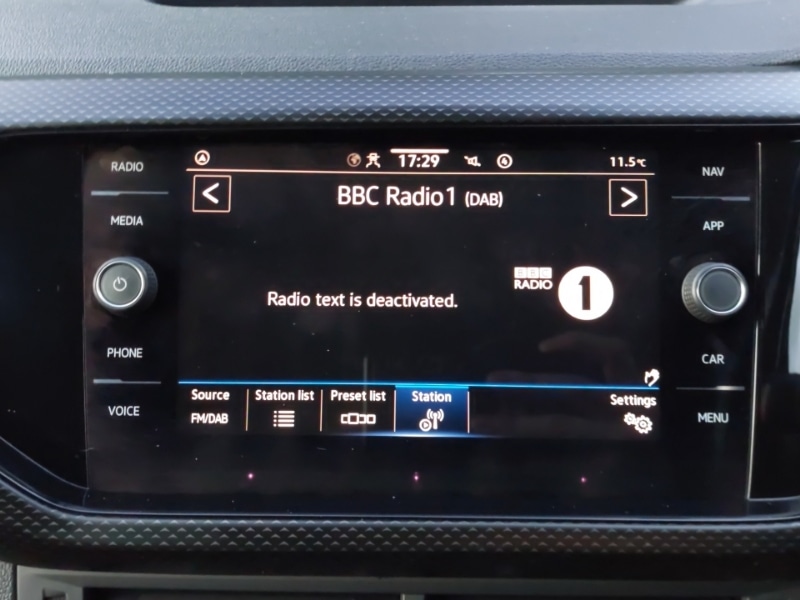 RADIO
MEDIA
PHONE
VOICE
17:29
11.5°C
< BBC Radio1 (DAB) >
Radio text is deactivated.
BBC
RADIO
1
Source
FM/DAB
Station list
Preset list
Station
Settings
NAV
APP
CAR
MENU